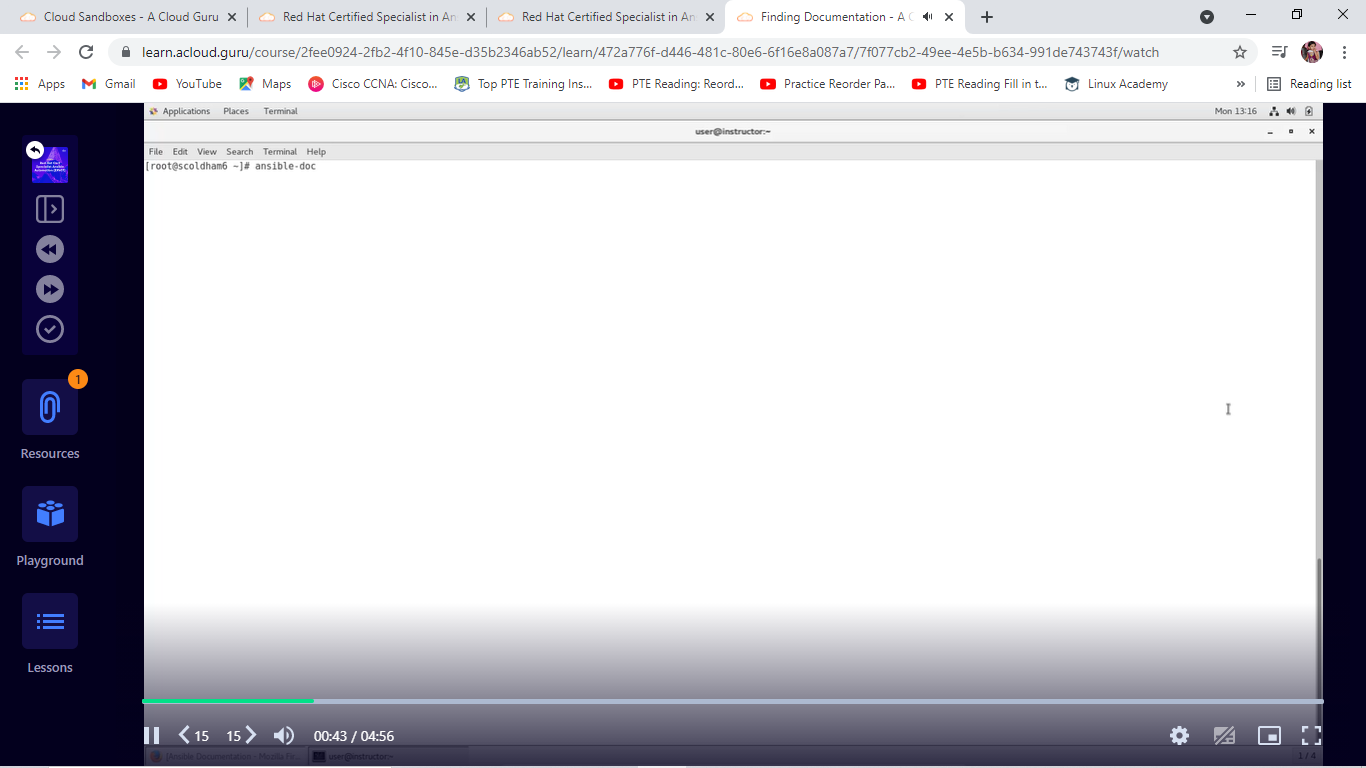 Cloud Sandboxes - A Cloud Guru
Red Hat Certified Specialist in An
Red Hat Certified Specialist in An
Finding Documentation - A C
learn.acloud.guru/course/2fee0924-2fb2-4f10-845e-d35b2346ab52/learn/472a776f-d446-481c-80e6-6f16e8a087a7/7f077cb2-49ee-4e5b-b634-991de743743f/watch
Apps
Gmail
YouTube
Maps
Cisco CCNA: Cisco...
Top PTE Training Ins...
PTE Reading: Reord...
Practice Reorder Pa...
PTE Reading Fill in t...
Linux Academy
»
Reading list
Applications Places Terminal
Mon 13:16
user@instructor:~
File Edit View Search Terminal Help
[root@scoldham6 ~]# ansible-doc
1
Resources
Playground
Lessons
15
15
00:43 / 04:56
[Ansible Documentation - Mozilla Fir...
user@instructor:~
1 / 4